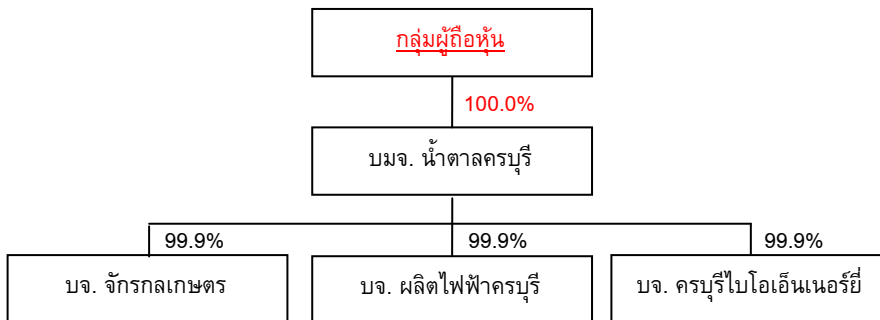 กลุ่มผู้ถือหุ้น
100.0%
บมจ. น้ำตาลครบุรี
99.9%
99.9%
99.9%
บจ. จักรกลเกษตร
บจ. ผลิตไฟฟ้าครบุรี
บจ. ครบุรีไบโอเอ็นเนอร์ยี่